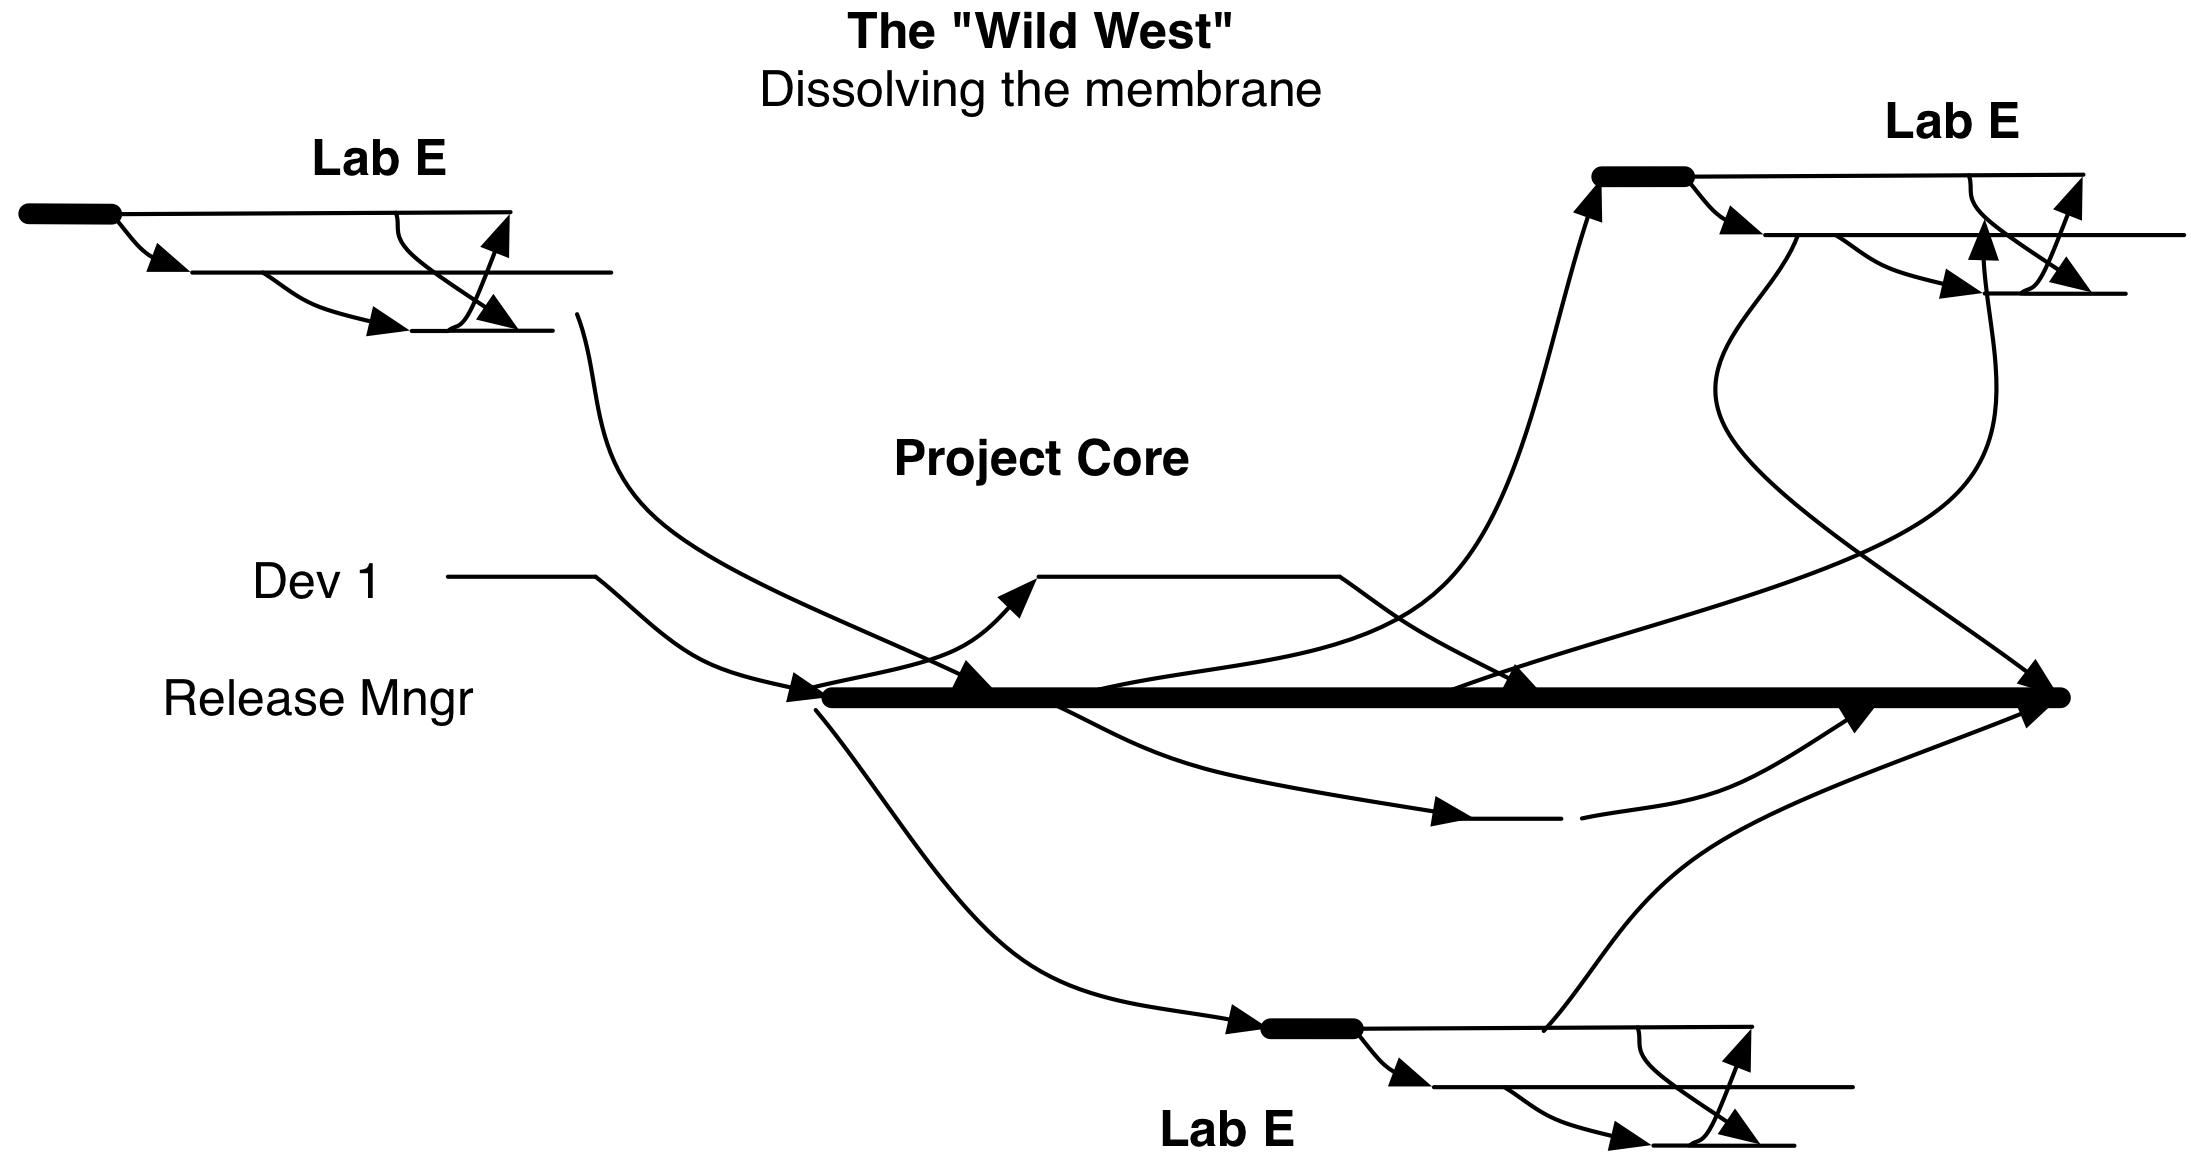 The "Wild West"
Dissolving the membrane
Lab E
Lab E
Project Core
Dev 1
Release Mngr
Lab E